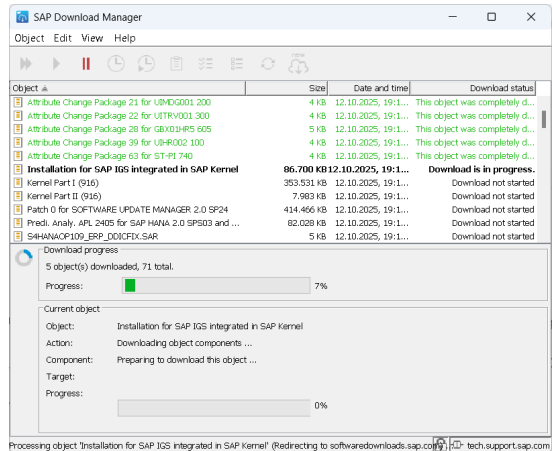 SAP Download Manager
Object Edit View Help
Object Size Date and time Download status
Attribute Change Package 21 for UIMDG001 200 4 KB 12.10.2025, 19:1... This object was completely d...
Attribute Change Package 22 for UITRV001 300 4 KB 12.10.2025, 19:1... This object was completely d...
Attribute Change Package 28 for GBX01HR5 605 5 KB 12.10.2025, 19:1... This object was completely d...
Attribute Change Package 39 for UIHR002 100 4 KB 12.10.2025, 19:1... This object was completely d...
Attribute Change Package 63 for ST-PI 740 4 KB 12.10.2025, 19:1... This object was completely d...
Installation for SAP IGS integrated in SAP Kernel 86.700 KB 12.10.2025, 19:1... Download is in progress.
Kernel Part I (916) 353.531 KB 12.10.2025, 19:1... Download not started
Kernel Part II (916) 7.983 KB 12.10.2025, 19:1... Download not started
Patch 0 for SOFTWARE UPDATE MANAGER 2.0 SP24 414.466 KB 12.10.2025, 19:1... Download not started
Predi. Analy. APL 2405 for SAP HANA 2.0 SPS03 and ... 82.028 KB 12.10.2025, 19:1... Download not started
S4HANAOP109_ERP_DDICFIX.SAR 5 KB 12.10.2025, 19:1... Download not started
Download progress
5 object(s) downloaded, 71 total.
Progress: 7%
Current object
Object: Installation for SAP IGS integrated in SAP Kernel
Action: Downloading object components ...
Component: Preparing to download this object ...
Target:
Progress:
0%
Processing object 'Installation for SAP IGS integrated in SAP Kernel' (Redirecting to softwaredownloads.sap.com) tech.support.sap.com